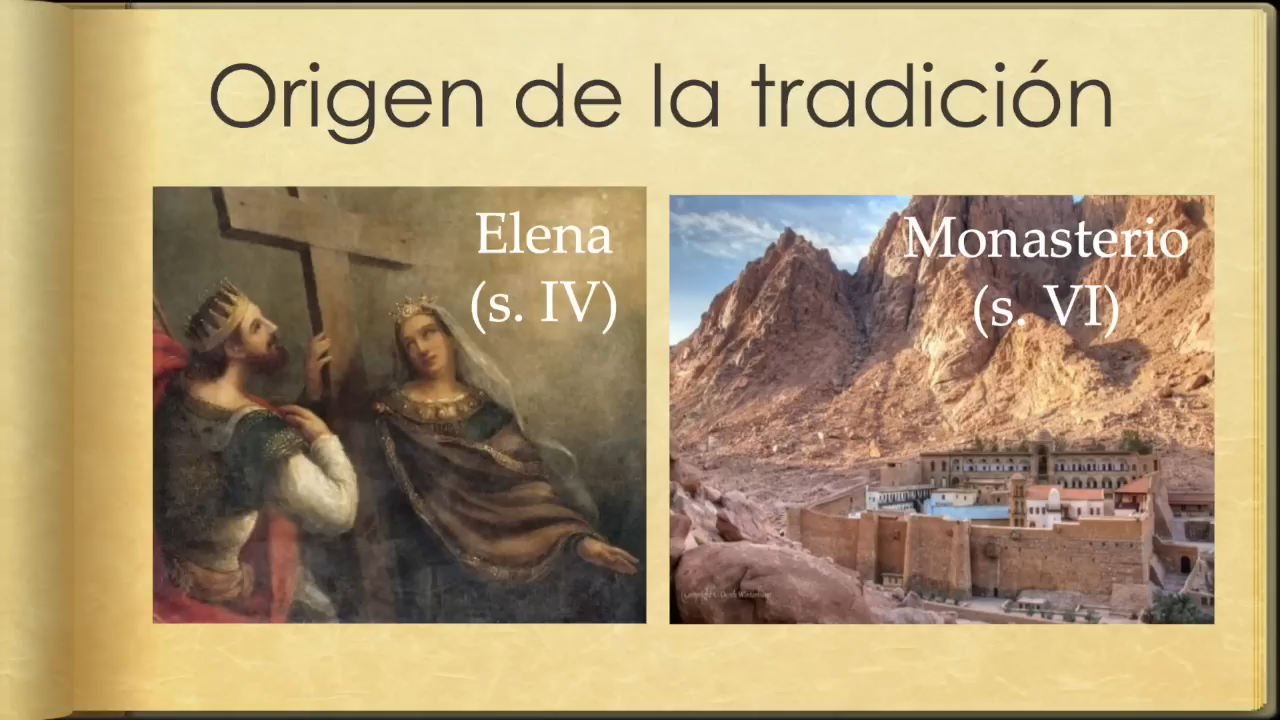 Origen de la tradición
Elena
(s. IV)
Monasterio
(s. VI)